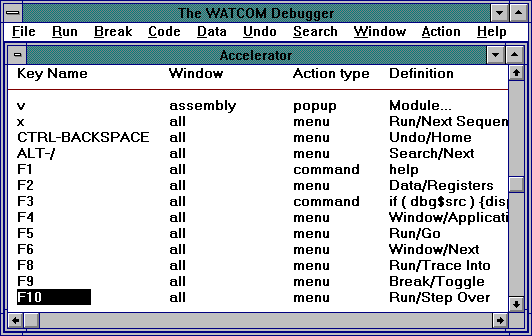 The WATCOM Debugger
File Run Break Code Data Undo Search Window Action Help
Accelerator
Key Name Window Action type Definition
v assembly popup Module...
x all menu Run/Next Sequen
CTRL-BACKSPACE all menu Undo/Home
ALT-/ all menu Search/Next
F1 all command help
F2 all menu Data/Registers
F3 all command if ( dbg$src ) {disp
F4 all menu Window/Applicati
F5 all menu Run/Go
F6 all menu Window/Next
F8 all menu Run/Trace Into
F9 all menu Break/Toggle
F10 all menu Run/Step Over